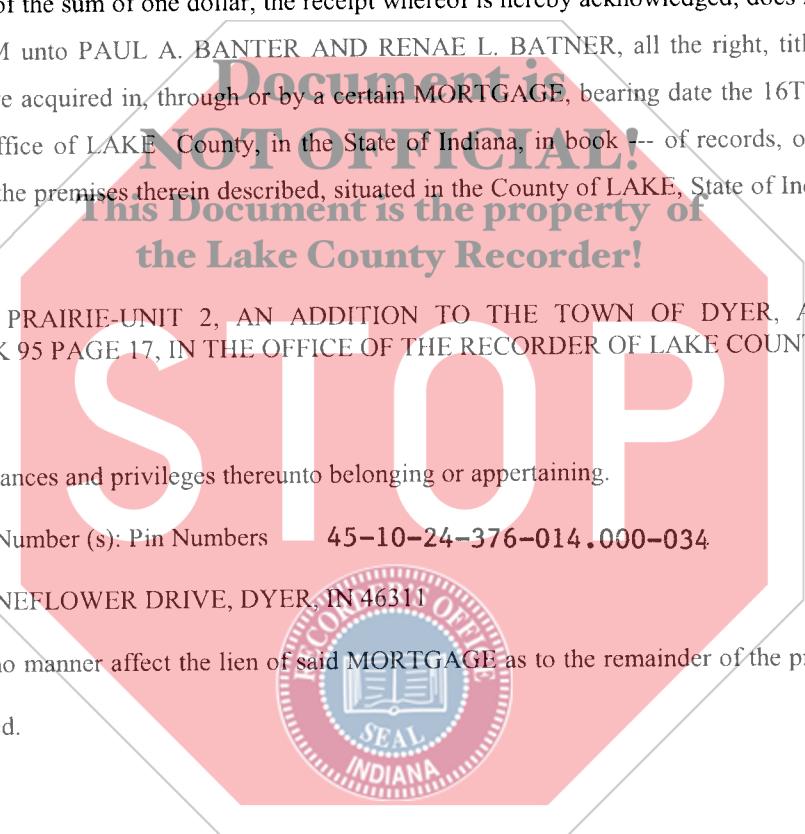 of the sum of one dollar, the receipt whereof is hereby acknowledged, does
M unto PAUL A. BANTER AND RENAE L. BATNER, all the right, titl
Document is
e acquired in, through or by a certain MORTGAGE, bearing date the 16T
NOT OFFICIAL!
ffice of LAKE County, in the State of Indiana, in book --- of records, o
the premises therein described, situated in the County of LAKE, State of Ind
This Document is the property of
the Lake County Recorder!
PRAIRIE-UNIT 2, AN ADDITION TO THE TOWN OF DYER, A
K 95 PAGE 17, IN THE OFFICE OF THE RECORDER OF LAKE COUNT
STOP
ances and privileges thereunto belonging or appertaining.
Number (s): Pin Numbers 45-10-24-376-014.000-034
NEFLOWER DRIVE, DYER, IN 46311
RECORDER'S OFFICE
no manner affect the lien of said MORTGAGE as to the remainder of the pr
SEAL
d.
INDIANA